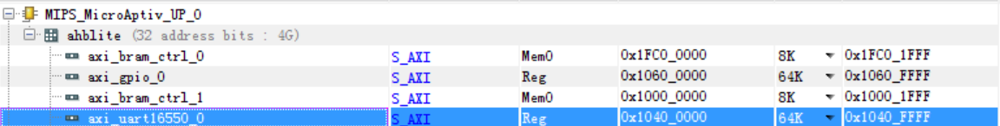 MIPS_MicroAptiv_UP_0
ahblite (32 address bits : 4G)
axi_bram_ctrl_0 S_AXI Mem0 0x1FC0_0000 8K 0x1FC0_1FFF
axi_gpio_0 S_AXI Reg 0x1060_0000 64K 0x1060_FFFF
axi_bram_ctrl_1 S_AXI Mem0 0x1000_0000 8K 0x1000_1FFF
axi_uart16550_0 S_AXI Reg 0x1040_0000 64K 0x1040_FFFF